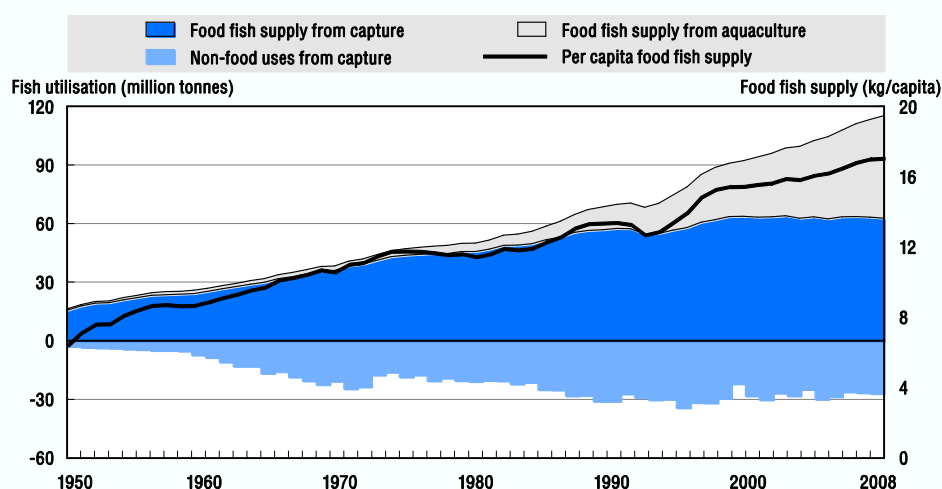 Food fish supply from capture
Food fish supply from aquaculture
Non-food uses from capture
Per capita food fish supply
Fish utilisation (million tonnes)
Food fish supply (kg/capita)
120
90
60
30
0
-30
-60
20
16
12
8
4
0
1950 1960 1970 1980 1990 2000 2008